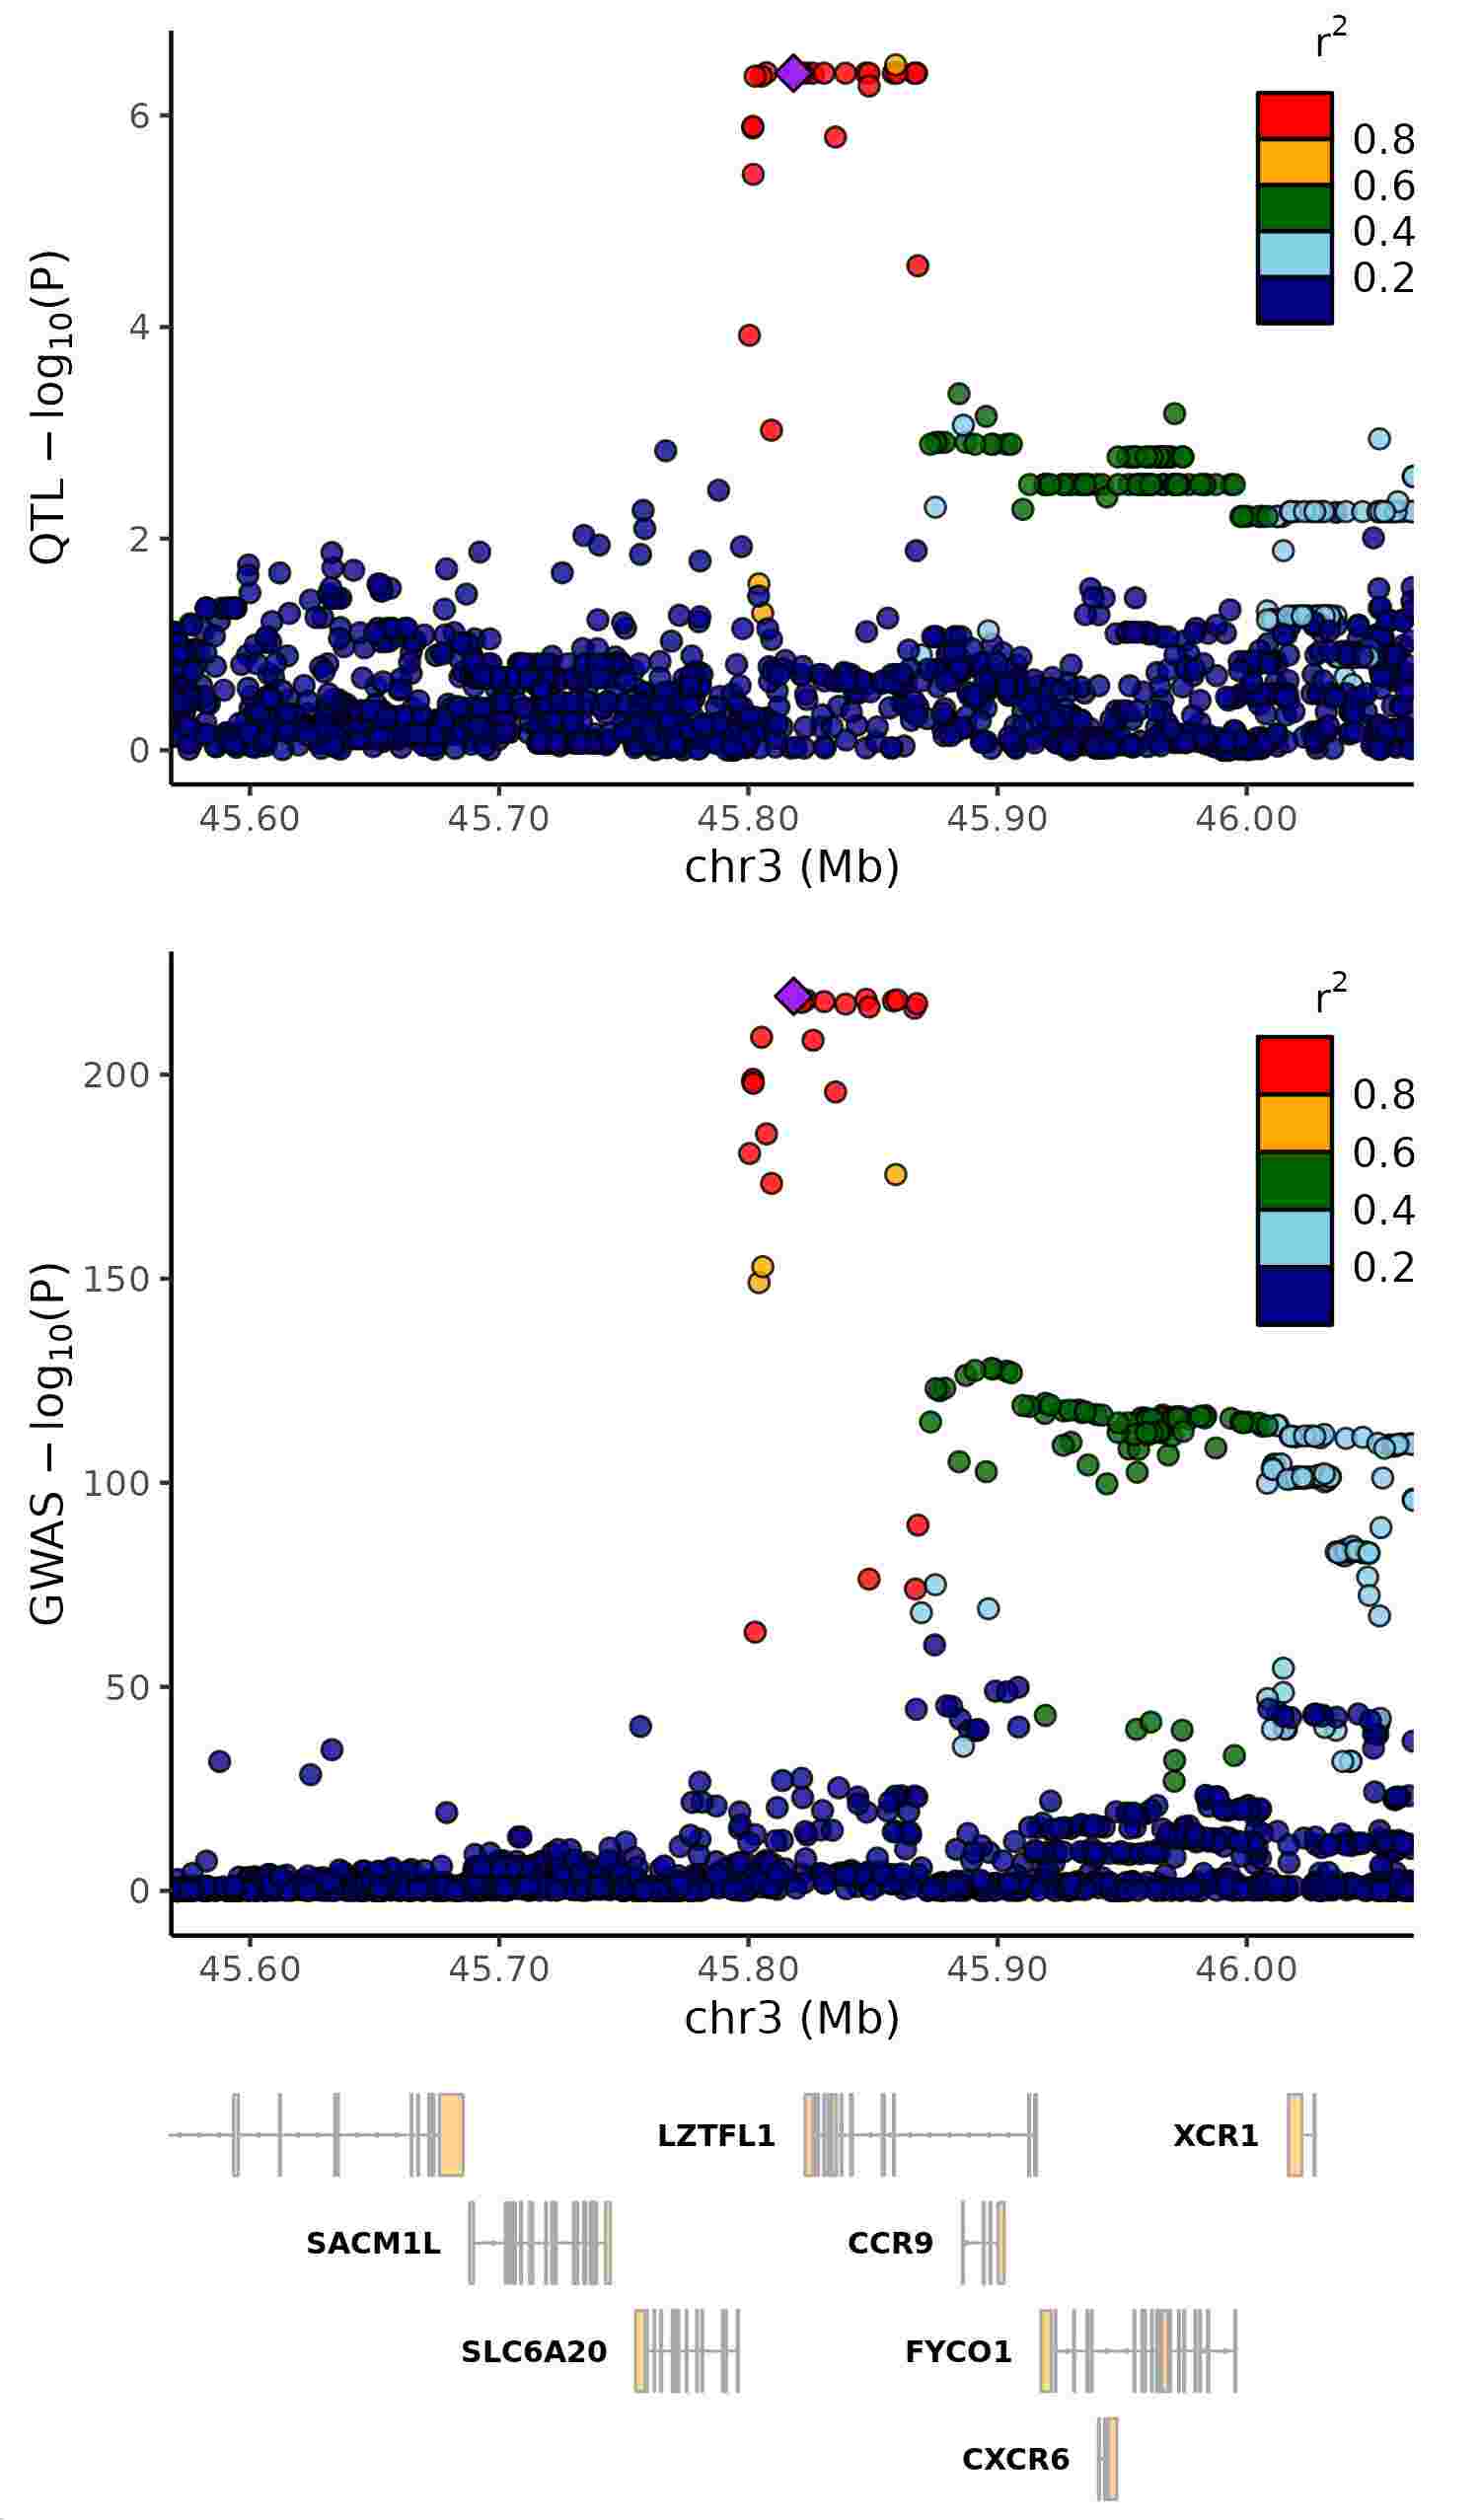 r²
0.8
0.6
0.4
0.2
6
4
2
0
QTL − log₁₀(P)
45.60 45.70 45.80 45.90 46.00
chr3 (Mb)
r²
0.8
0.6
0.4
0.2
200
150
100
50
0
GWAS − log₁₀(P)
45.60 45.70 45.80 45.90 46.00
chr3 (Mb)
LZTFL1 XCR1
SACM1L CCR9
SLC6A20 FYCO1
CXCR6